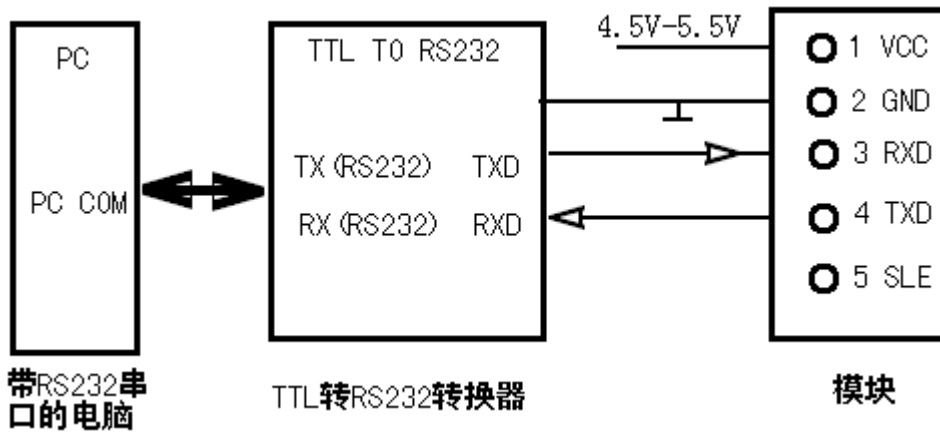 PC
PC COM
带RS232串
口的电脑
TTL TO RS232
TX(RS232) TXD
RX(RS232) RXD
TTL转RS232转换器
4.5V-5.5V
1 VCC
2 GND
3 RXD
4 TXD
5 SLE
模块